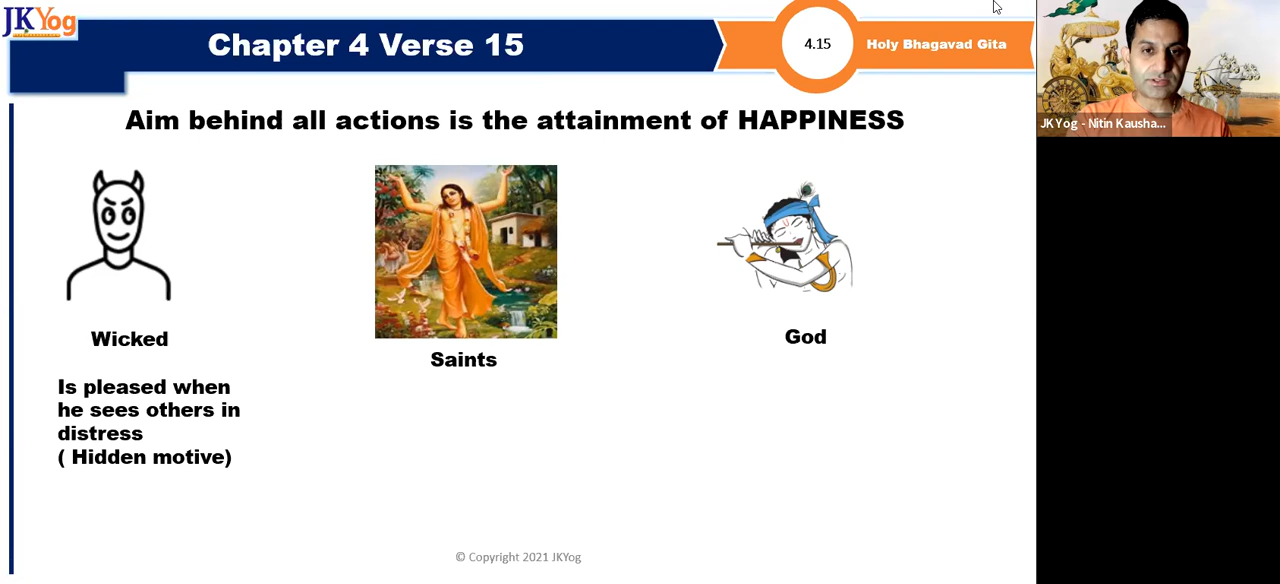 JKYog
Chapter 4 Verse 15
4.15
Holy Bhagavad Gita
JKYog - Nitin Kausha...
Aim behind all actions is the attainment of HAPPINESS
Wicked
Saints
God
Is pleased when
he sees others in
distress
( Hidden motive)
© Copyright 2021 JKYog